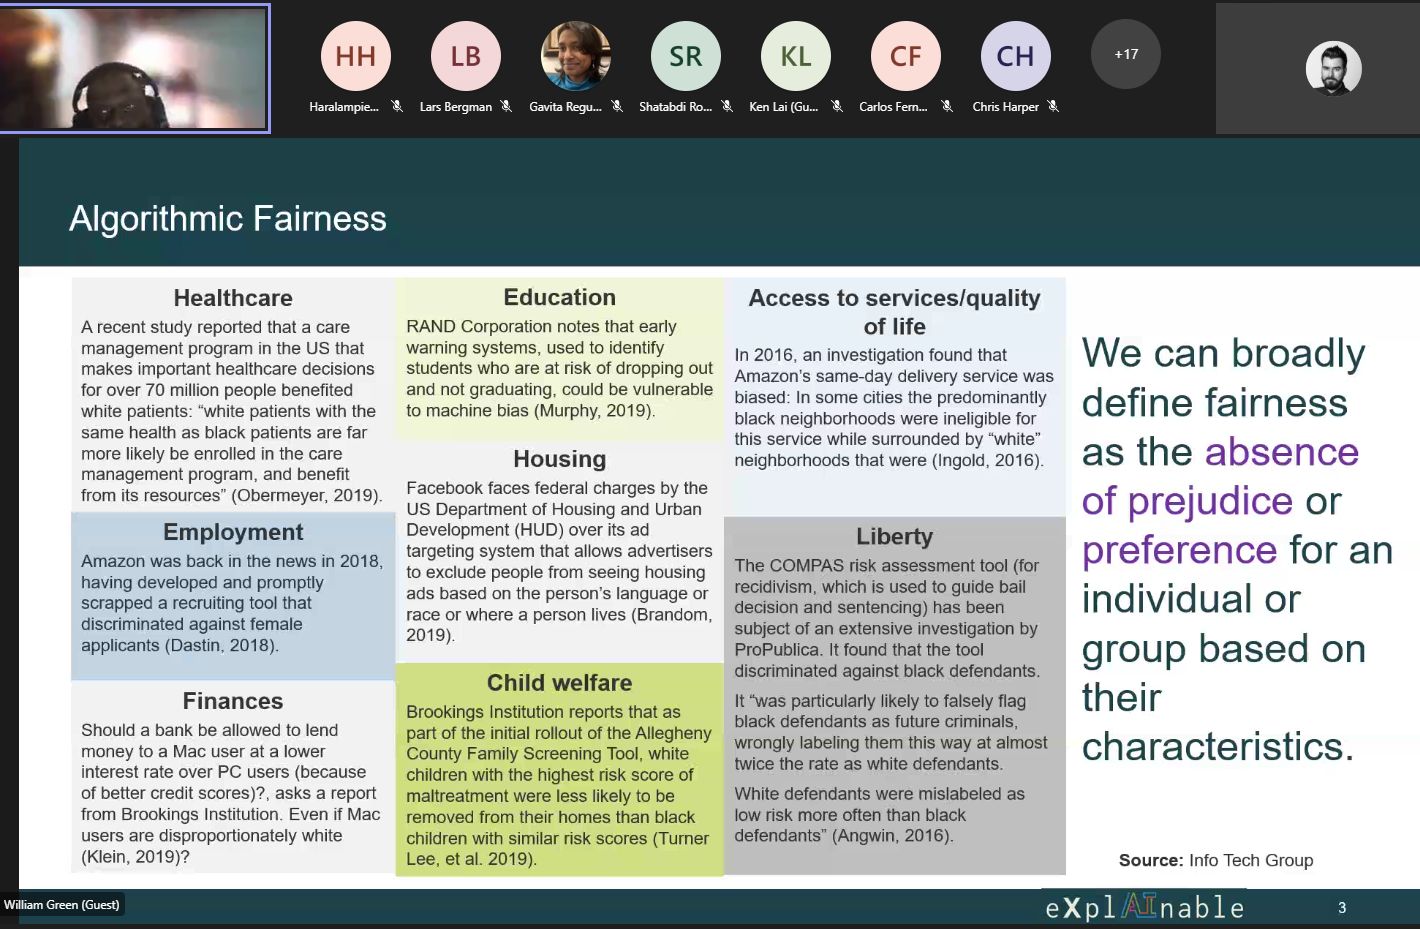 HH
LB
SR
KL
CF
CH
+17
Haralampie...
Lars Bergman
Gavita Regu...
Shatabdi Ro...
Ken Lai (Gu...
Carlos Fern...
Chris Harper
Algorithmic Fairness
Healthcare
A recent study reported that a care
management program in the US that
makes important healthcare decisions
for over 70 million people benefited
white patients: “white patients with the
same health as black patients are far
more likely be enrolled in the care
management program, and benefit
from its resources” (Obermeyer, 2019).
Employment
Amazon was back in the news in 2018,
having developed and promptly
scrapped a recruiting tool that
discriminated against female
applicants (Dastin, 2018).
Finances
Should a bank be allowed to lend
money to a Mac user at a lower
interest rate over PC users (because
of better credit scores)?, asks a report
from Brookings Institution. Even if Mac
users are disproportionately white
(Klein, 2019)?
Education
RAND Corporation notes that early
warning systems, used to identify
students who are at risk of dropping out
and not graduating, could be vulnerable
to machine bias (Murphy, 2019).
Housing
Facebook faces federal charges by the
US Department of Housing and Urban
Development (HUD) over its ad
targeting system that allows advertisers
to exclude people from seeing housing
ads based on the person’s language or
race or where a person lives (Brandom,
2019).
Child welfare
Brookings Institution reports that as
part of the initial rollout of the Allegheny
County Family Screening Tool, white
children with the highest risk score of
maltreatment were less likely to be
removed from their homes than black
children with similar risk scores (Turner
Lee, et al. 2019).
Access to services/quality
of life
In 2016, an investigation found that
Amazon’s same-day delivery service was
biased: In some cities the predominantly
black neighborhoods were ineligible for
this service while surrounded by “white”
neighborhoods that were (Ingold, 2016).
Liberty
The COMPAS risk assessment tool (for
recidivism, which is used to guide bail
decision and sentencing) has been
subject of an extensive investigation by
ProPublica. It found that the tool
discriminated against black defendants.
It “was particularly likely to falsely flag
black defendants as future criminals,
wrongly labeling them this way at almost
twice the rate as white defendants.
White defendants were mislabeled as
low risk more often than black
defendants” (Angwin, 2016).
We can broadly
define fairness
as the absence
of prejudice or
preference for an
individual or
group based on
their
characteristics.
Source: Info Tech Group
William Green (Guest)
eXplAInable
3